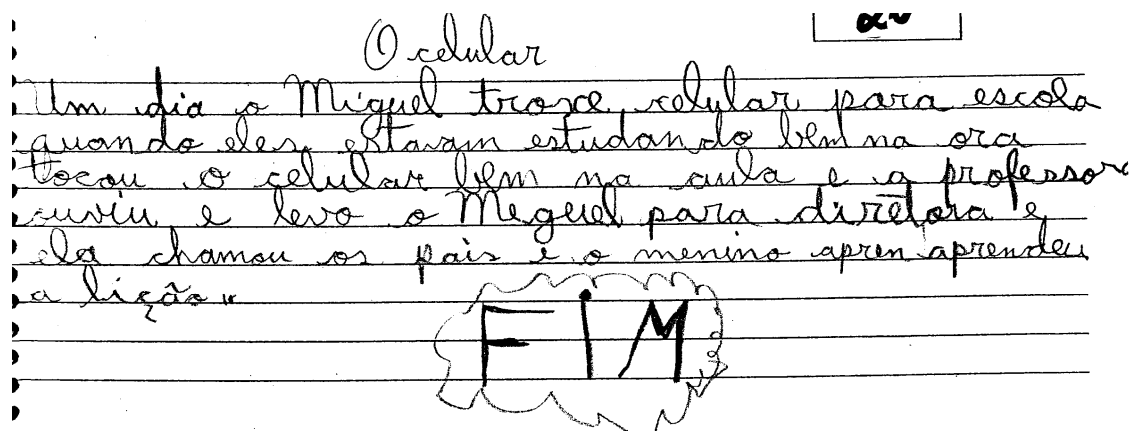 O celular
Um dia o Miguel troxe celular para escola
quando eles estavam estudando bem na ora
tocou o celular bem na aula e a professora
ouviu e levo o Meguel para diretora e
ela chamou os pais e o menino apren aprendeu
a lição"
FIM